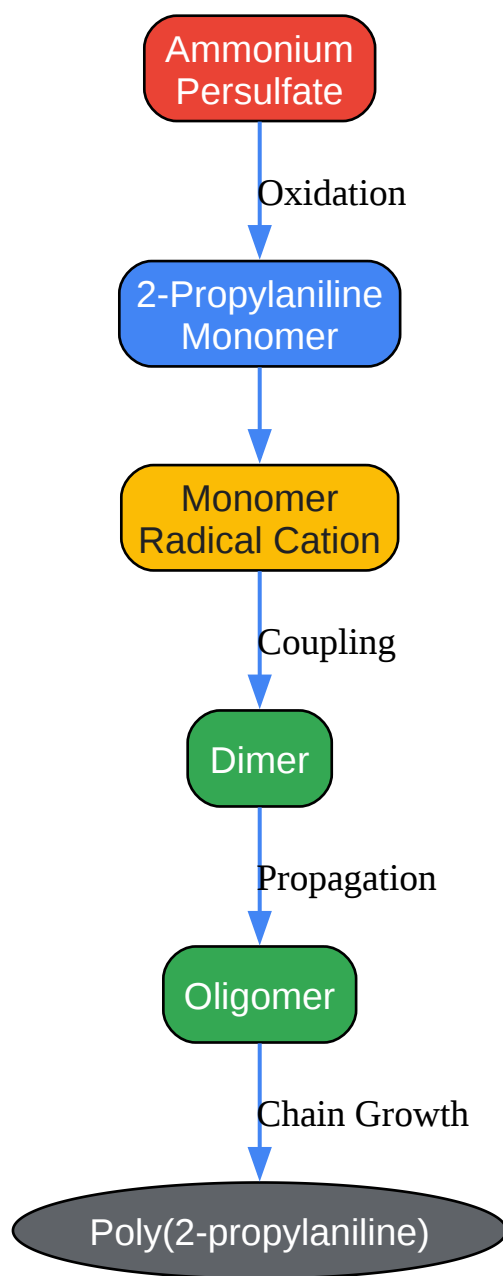 Ammonium
Persulfate
Oxidation
2-Propylaniline
Monomer
Monomer
Radical Cation
Coupling
Dimer
Propagation
Oligomer
Chain Growth
Poly(2-propylaniline)